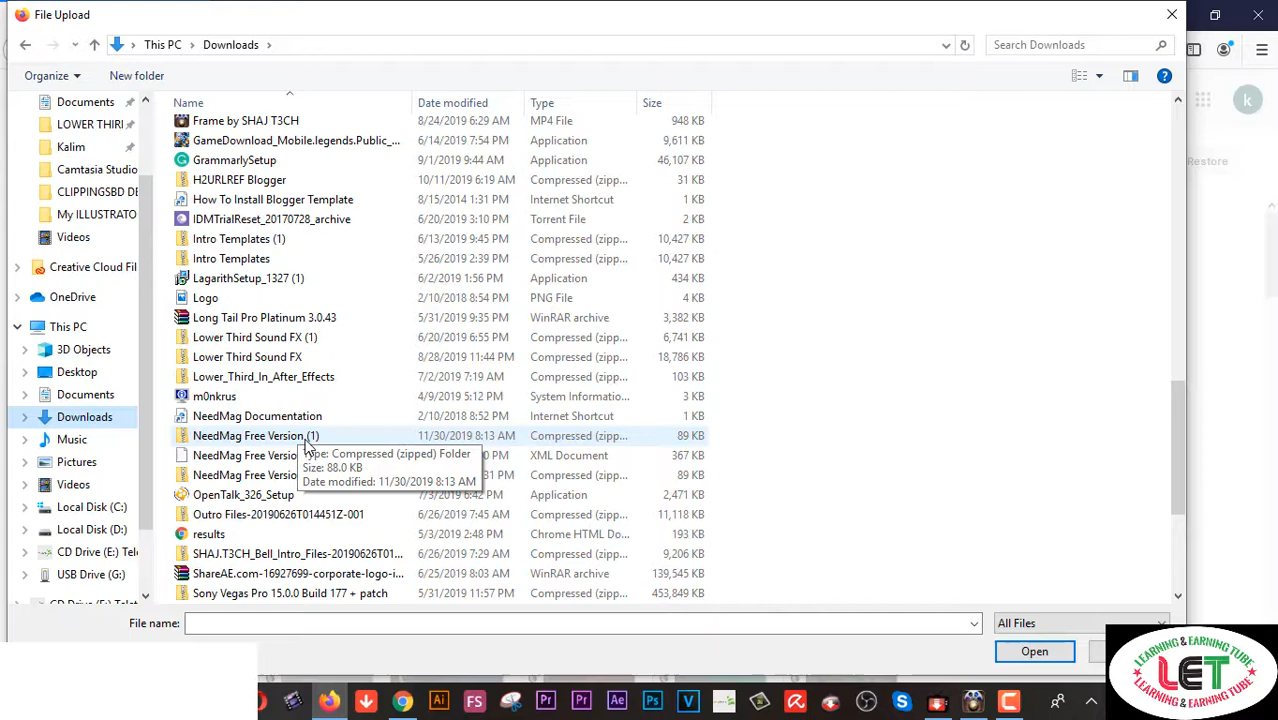 File Upload
This PC > Downloads >
Search Downloads
Organize
New folder
Documents
LOWER THIRI
Kalim
Camtasia Studio
CLIPPINGSBD DE
My ILLUSTRATO
Videos
Creative Cloud Fil
OneDrive
This PC
3D Objects
Desktop
Documents
Downloads
Music
Pictures
Videos
Local Disk (C:)
Local Disk (D:)
CD Drive (E:) Tele
USB Drive (G:)
Name Date modified Type Size
Frame by SHAJ T3CH 8/24/2019 6:29 AM MP4 File 948 KB
GameDownload_Mobile.legends.Public_... 6/14/2019 7:54 PM Application 9,611 KB
GrammarlySetup 9/1/2019 9:44 AM Application 46,107 KB
H2URLREF Blogger 10/11/2019 6:19 AM Compressed (zipp... 31 KB
How To Install Blogger Template 8/15/2014 1:31 PM Internet Shortcut 1 KB
IDMTrialReset_20170728_archive 6/20/2019 3:10 PM Torrent File 2 KB
Intro Templates (1) 6/13/2019 9:45 PM Compressed (zipp... 10,427 KB
Intro Templates 5/26/2019 2:39 PM Compressed (zipp... 10,427 KB
LagarithSetup_1327 (1) 6/2/2019 1:56 PM Application 434 KB
Logo 2/10/2018 8:54 PM PNG File 4 KB
Long Tail Pro Platinum 3.0.43 5/31/2019 9:35 PM WinRAR archive 3,382 KB
Lower Third Sound FX (1) 6/20/2019 6:55 PM Compressed (zipp... 6,741 KB
Lower Third Sound FX 8/28/2019 11:44 PM Compressed (zipp... 18,786 KB
Lower_Third_In_After_Effects 7/2/2019 7:19 AM Compressed (zipp... 103 KB
m0nkrus 4/9/2019 5:12 PM System Informatio... 3 KB
NeedMag Documentation 2/10/2018 8:52 PM Internet Shortcut 1 KB
NeedMag Free Version (1) 11/30/2019 8:13 AM Compressed (zipp... 89 KB
NeedMag Free Versio XML Document 367 KB
NeedMag Free Versio PM Compressed (zipp... 89 KB
Type: Compressed (zipped) Folder
Size: 88.0 KB
Date modified: 11/30/2019 8:13 AM
OpenTalk_326_Setup 7/3/2019 6:42 PM Application 2,471 KB
Outro Files-20190626T014451Z-001 6/26/2019 7:45 AM Compressed (zipp... 11,118 KB
results 5/3/2019 2:48 PM Chrome HTML Do... 193 KB
SHAJ.T3CH_Bell_Intro_Files-20190626T01... 6/26/2019 7:29 AM Compressed (zipp... 9,206 KB
ShareAE.com-16927699-corporate-logo-i... 6/25/2019 8:03 AM WinRAR archive 139,545 KB
Sony Vegas Pro 15.0.0 Build 177 + patch 5/31/2019 11:57 PM Compressed (zipp... 453,849 KB
File name:
All Files
Open
k
Restore
LEARNING & EARNING TUBE
LET
LEARNING & EARNING TUBE